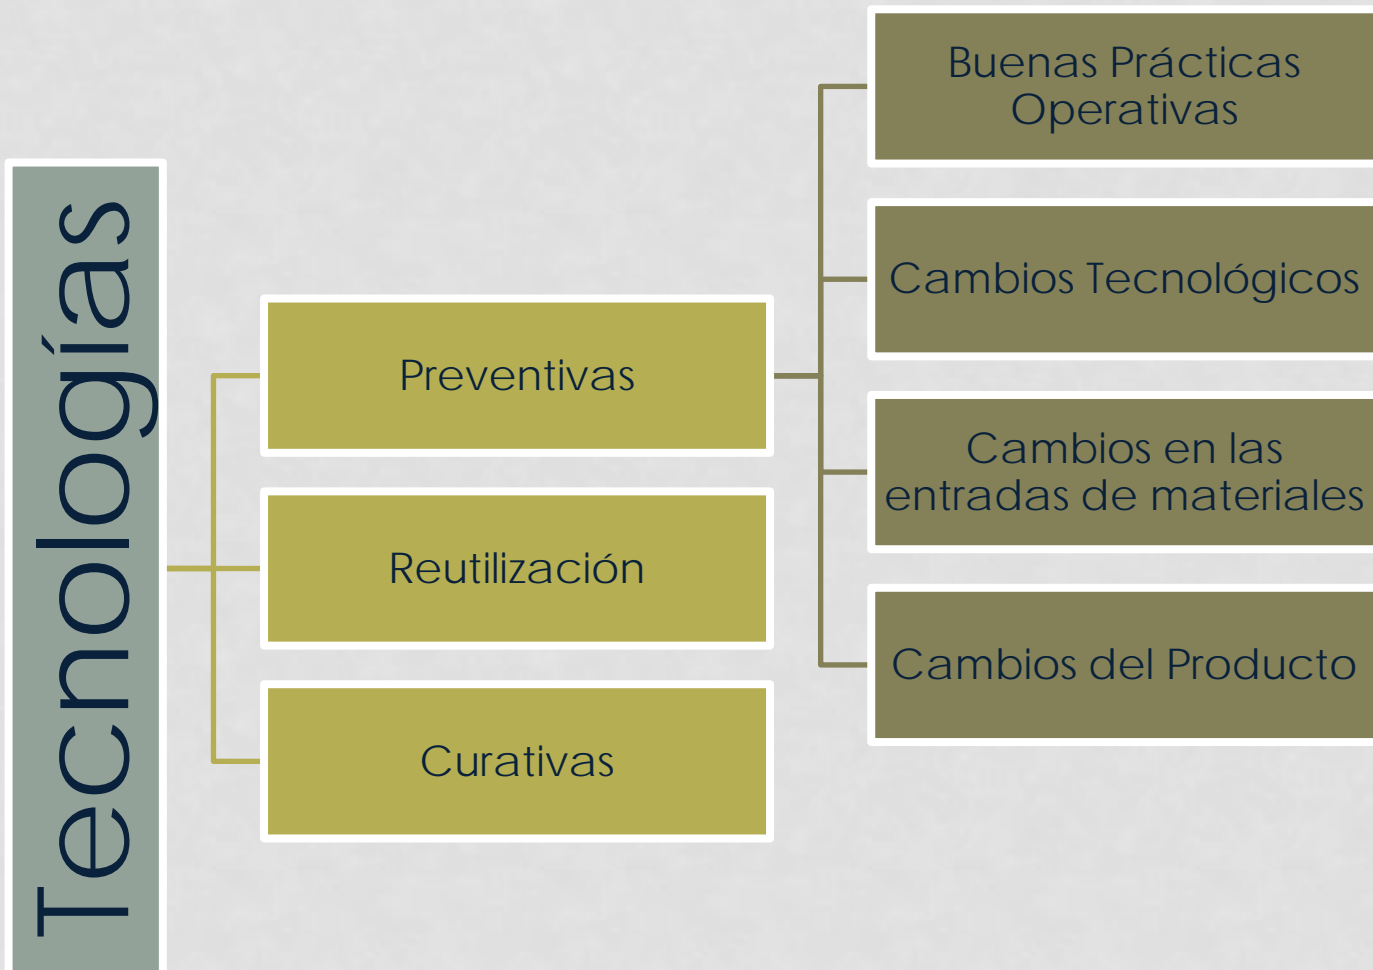 Tecnologías
Preventivas
Reutilización
Curativas
Buenas Prácticas
Operativas
Cambios Tecnológicos
Cambios en las
entradas de materiales
Cambios del Producto